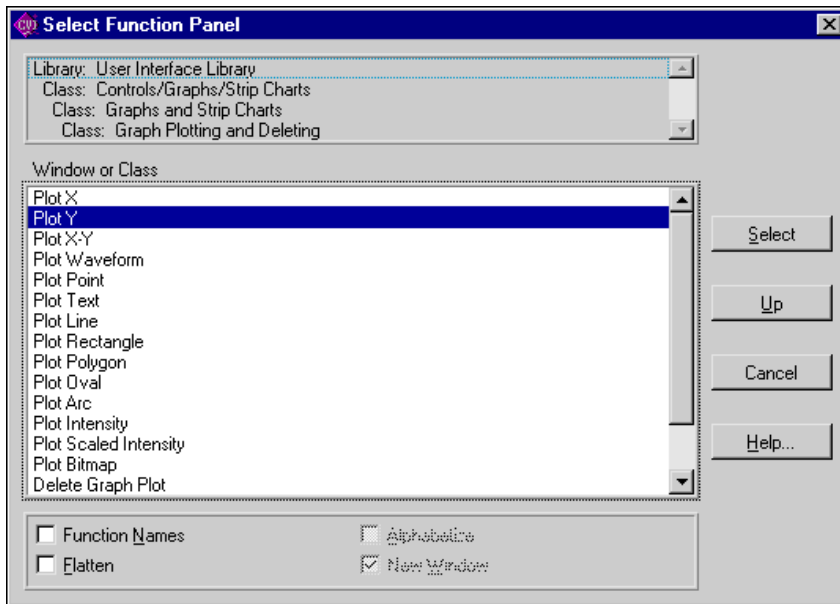 CVI Select Function Panel
Library: User Interface Library
Class: Controls/Graphs/Strip Charts
Class: Graphs and Strip Charts
Class: Graph Plotting and Deleting
Window or Class
Plot X
Plot Y
Plot X-Y
Plot Waveform
Plot Point
Plot Text
Plot Line
Plot Rectangle
Plot Polygon
Plot Oval
Plot Arc
Plot Intensity
Plot Scaled Intensity
Plot Bitmap
Delete Graph Plot
Select
Up
Cancel
Help...
Function Names
Alphabetize
Flatten
New Window